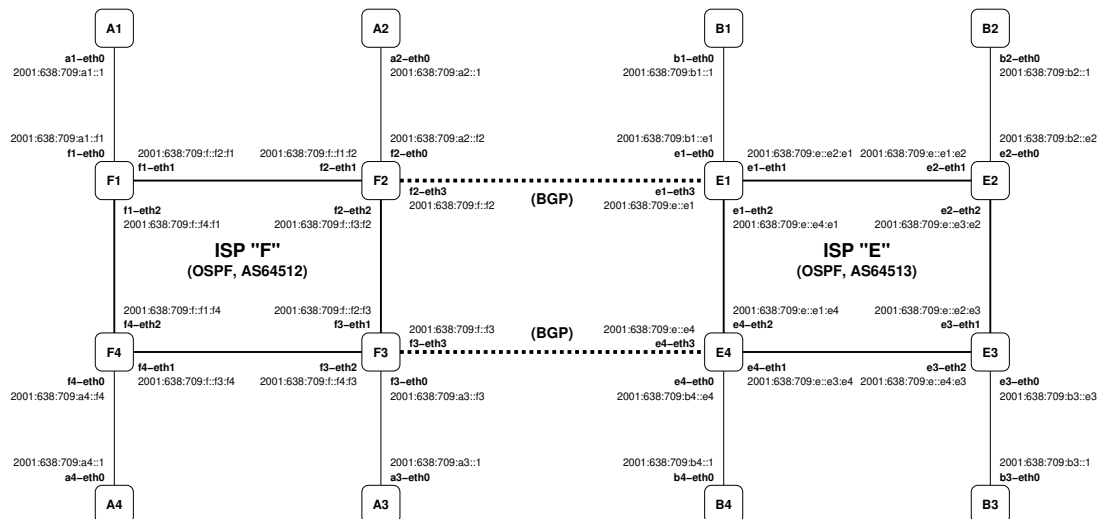 A1
A2
B1
B2
a1-eth0
a2-eth0
b1-eth0
b2-eth0
2001:638:709:a1::1
2001:638:709:a2::1
2001:638:709:b1::1
2001:638:709:b2::1
2001:638:709:a1::f1
2001:638:709:a2::f2
2001:638:709:b1::e1
2001:638:709:b2::e2
f1-eth0
2001:638:709:f::f2:f1
2001:638:709:f::f1:f2
f2-eth0
e1-eth0
2001:638:709:e::e2:e1
2001:638:709:e::e1:e2
e2-eth0
f1-eth1
f2-eth1
e1-eth1
e2-eth1
F1
F2
E1
E2
f2-eth3
(BGP)
e1-eth3
2001:638:709:f::f2
2001:638:709:e::e1
f1-eth2
f2-eth2
e1-eth2
e2-eth2
2001:638:709:f::f4:f1
2001:638:709:f::f3:f2
2001:638:709:e::e4:e1
2001:638:709:e::e3:e2
ISP "F"
ISP "E"
(OSPF, AS64512)
(OSPF, AS64513)
2001:638:709:f::f1:f4
2001:638:709:f::f2:f3
2001:638:709:e::e1:e4
2001:638:709:e::e2:e3
f4-eth2
f3-eth1
2001:638:709:f::f3
(BGP)
2001:638:709:e::e4
e4-eth2
e3-eth1
f3-eth3
e4-eth3
F4
F3
E4
E3
f4-eth1
f3-eth2
e4-eth1
e3-eth2
f4-eth0
2001:638:709:f::f3:f4
2001:638:709:f::f4:f3
f3-eth0
e4-eth0
2001:638:709:e::e3:e4
2001:638:709:e::e4:e3
e3-eth0
2001:638:709:a4::f4
2001:638:709:a3::f3
2001:638:709:b4::e4
2001:638:709:b3::e3
2001:638:709:a4::1
2001:638:709:a3::1
2001:638:709:b4::1
2001:638:709:b3::1
a4-eth0
a3-eth0
b4-eth0
b3-eth0
A4
A3
B4
B3